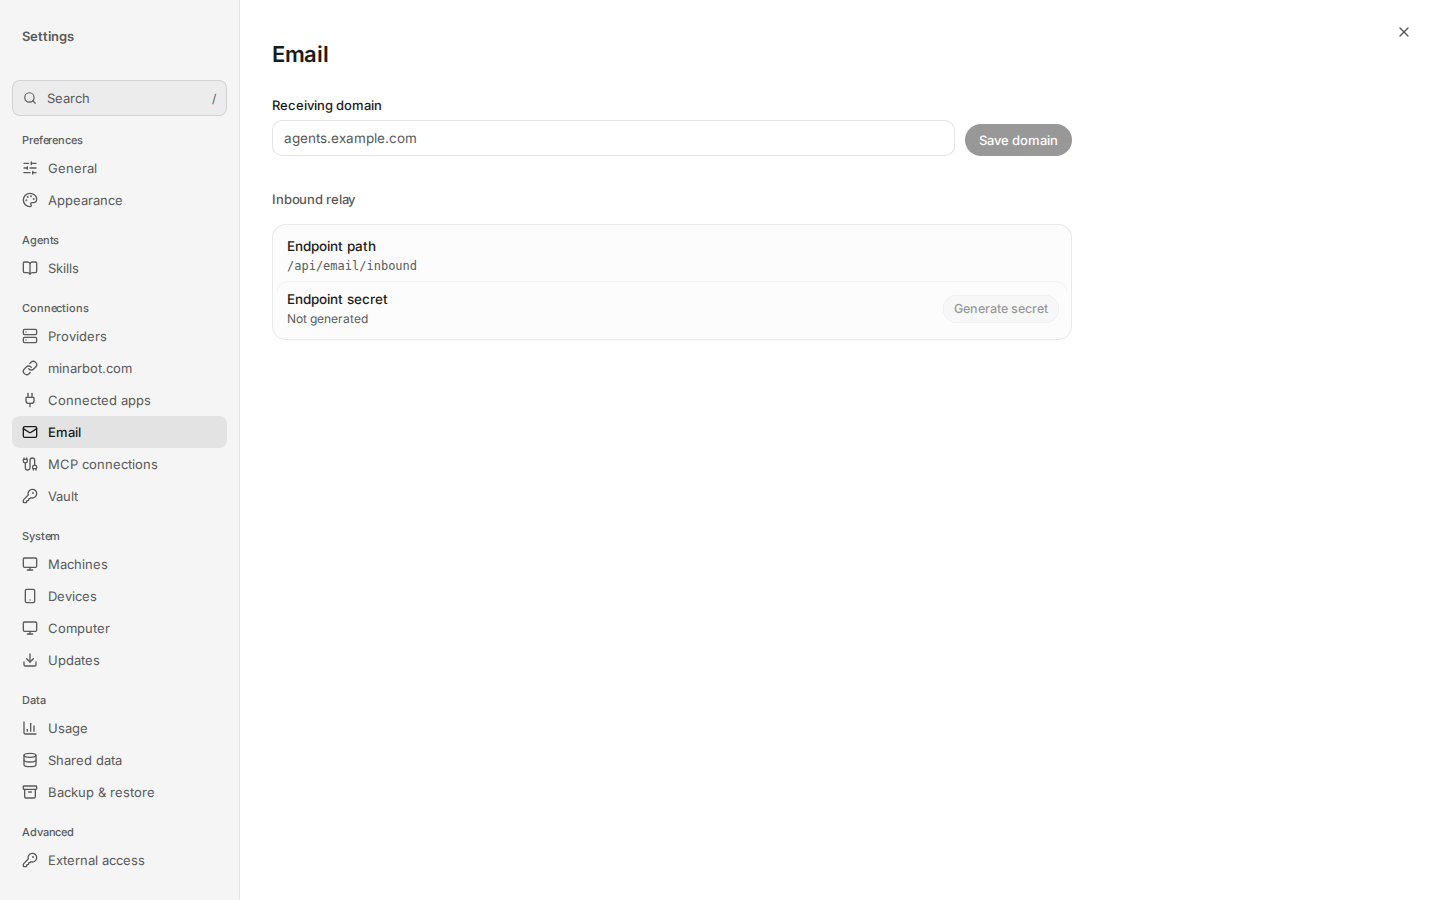 Settings
Search /
Preferences
General
Appearance
Agents
Skills
Connections
Providers
minarbot.com
Connected apps
Email
MCP connections
Vault
System
Machines
Devices
Computer
Updates
Data
Usage
Shared data
Backup & restore
Advanced
External access
Email
Receiving domain
agents.example.com
Save domain
Inbound relay
Endpoint path
/api/email/inbound
Endpoint secret
Not generated
Generate secret